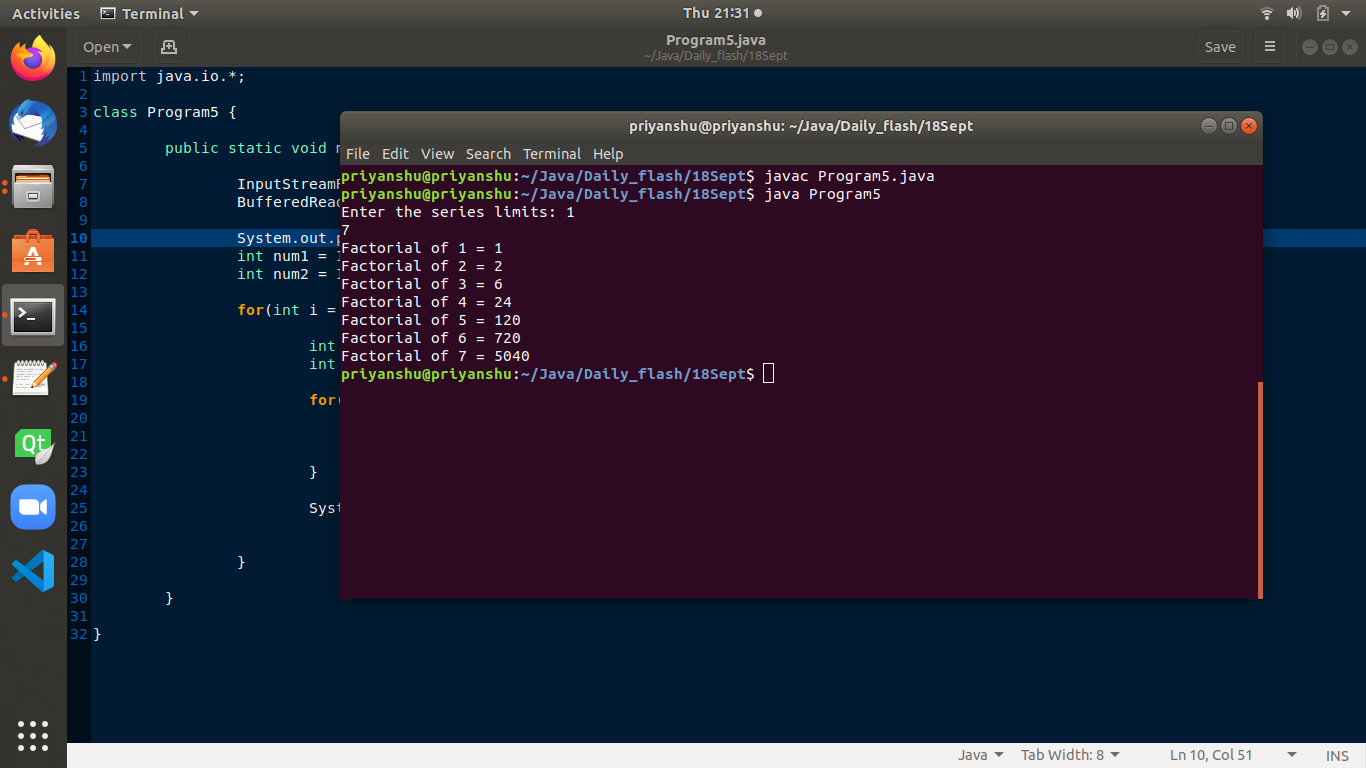 Activities Terminal Thu 21:31
Open Program5.java Save
~/Java/Daily_flash/18Sept
1 import java.io.*;
2
3 class Program5 {
4
5 public static void
6
7
8
9
10 System.out.
11 int num1 =
12 int num2 =
13
14 for(int i =
15
16 int
17 int
18
19 for(
20
21
22
23 }
24
25
26
27
28 }
29
30 }
31
32 }
priyanshu@priyanshu: ~/Java/Daily_flash/18Sept
File Edit View Search Terminal Help
priyanshu@priyanshu:~/Java/Daily_flash/18Sept$ javac Program5.java
priyanshu@priyanshu:~/Java/Daily_flash/18Sept$ java Program5
Enter the series limits: 1
7
Factorial of 1 = 1
Factorial of 2 = 2
Factorial of 3 = 6
Factorial of 4 = 24
Factorial of 5 = 120
Factorial of 6 = 720
Factorial of 7 = 5040
priyanshu@priyanshu:~/Java/Daily_flash/18Sept$
Qt
Java Tab Width: 8 Ln 10, Col 51 INS